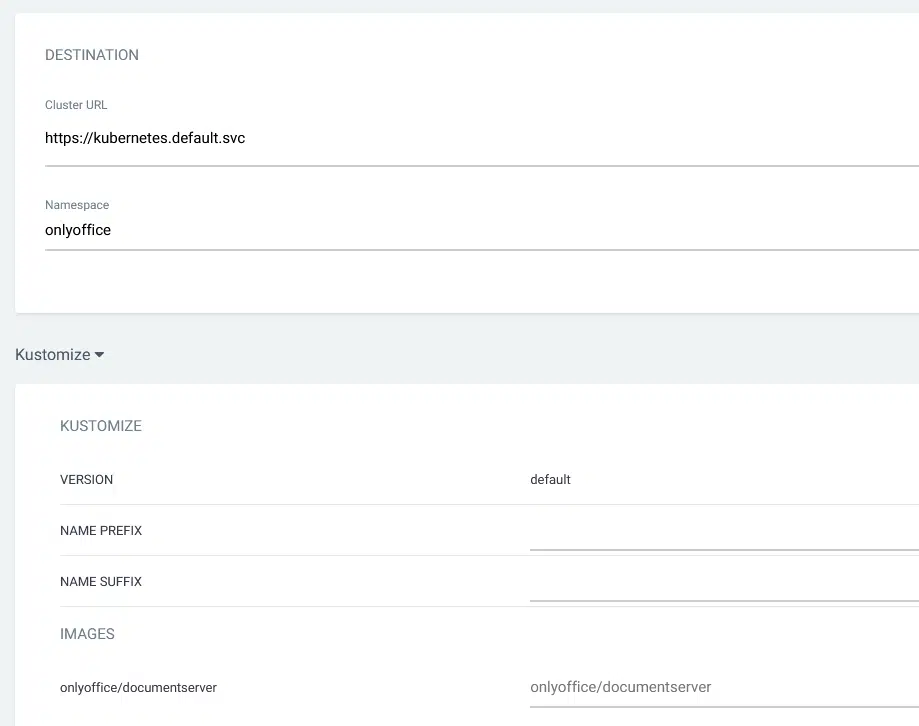 DESTINATION
Cluster URL
https://kubernetes.default.svc
Namespace
onlyoffice
Kustomize
KUSTOMIZE
VERSION default
NAME PREFIX
NAME SUFFIX
IMAGES
onlyoffice/documentserver onlyoffice/documentserver